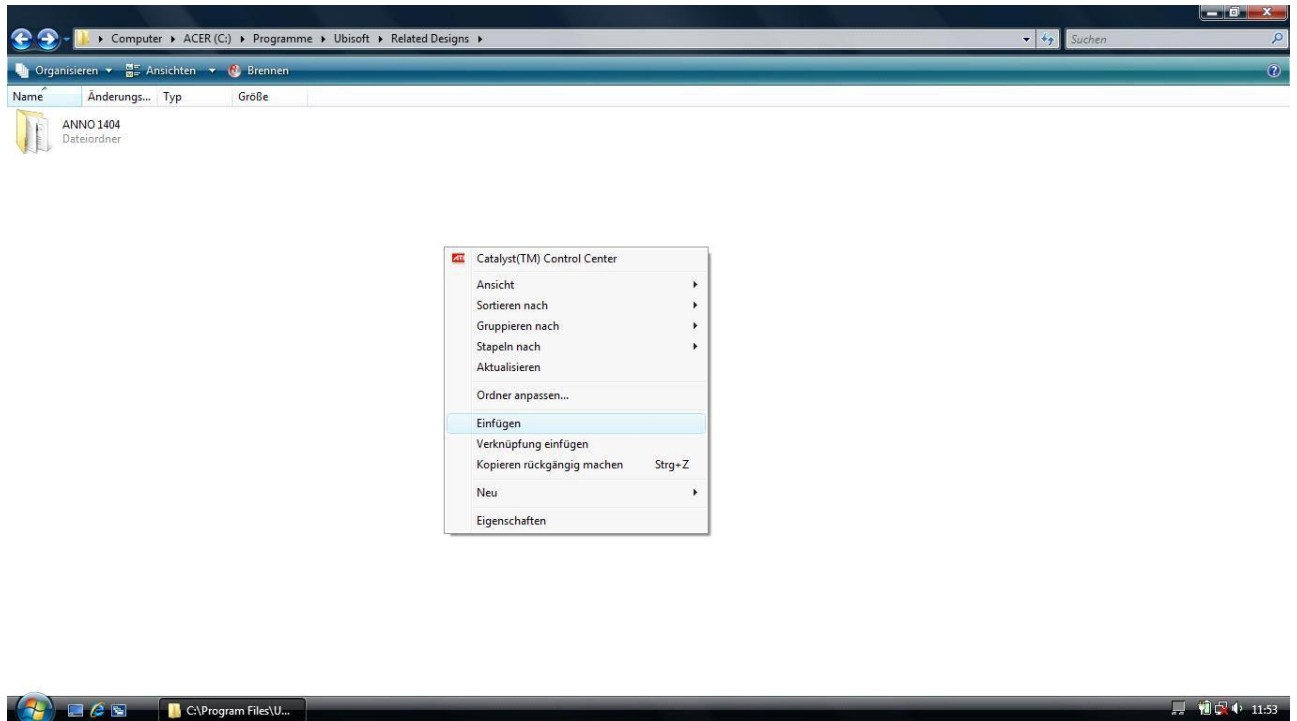 Computer ▸ ACER (C:) ▸ Programme ▸ Ubisoft ▸ Related Designs ▸
Suchen
Organisieren Ansichten Brennen
Name Änderungs... Typ Größe
ANNO 1404
Dateiordner
ATI Catalyst(TM) Control Center
Ansicht
Sortieren nach
Gruppieren nach
Stapeln nach
Aktualisieren
Ordner anpassen...
Einfügen
Verknüpfung einfügen
Kopieren rückgängig machen Strg+Z
Neu
Eigenschaften
C:\Program Files\U...
11:53